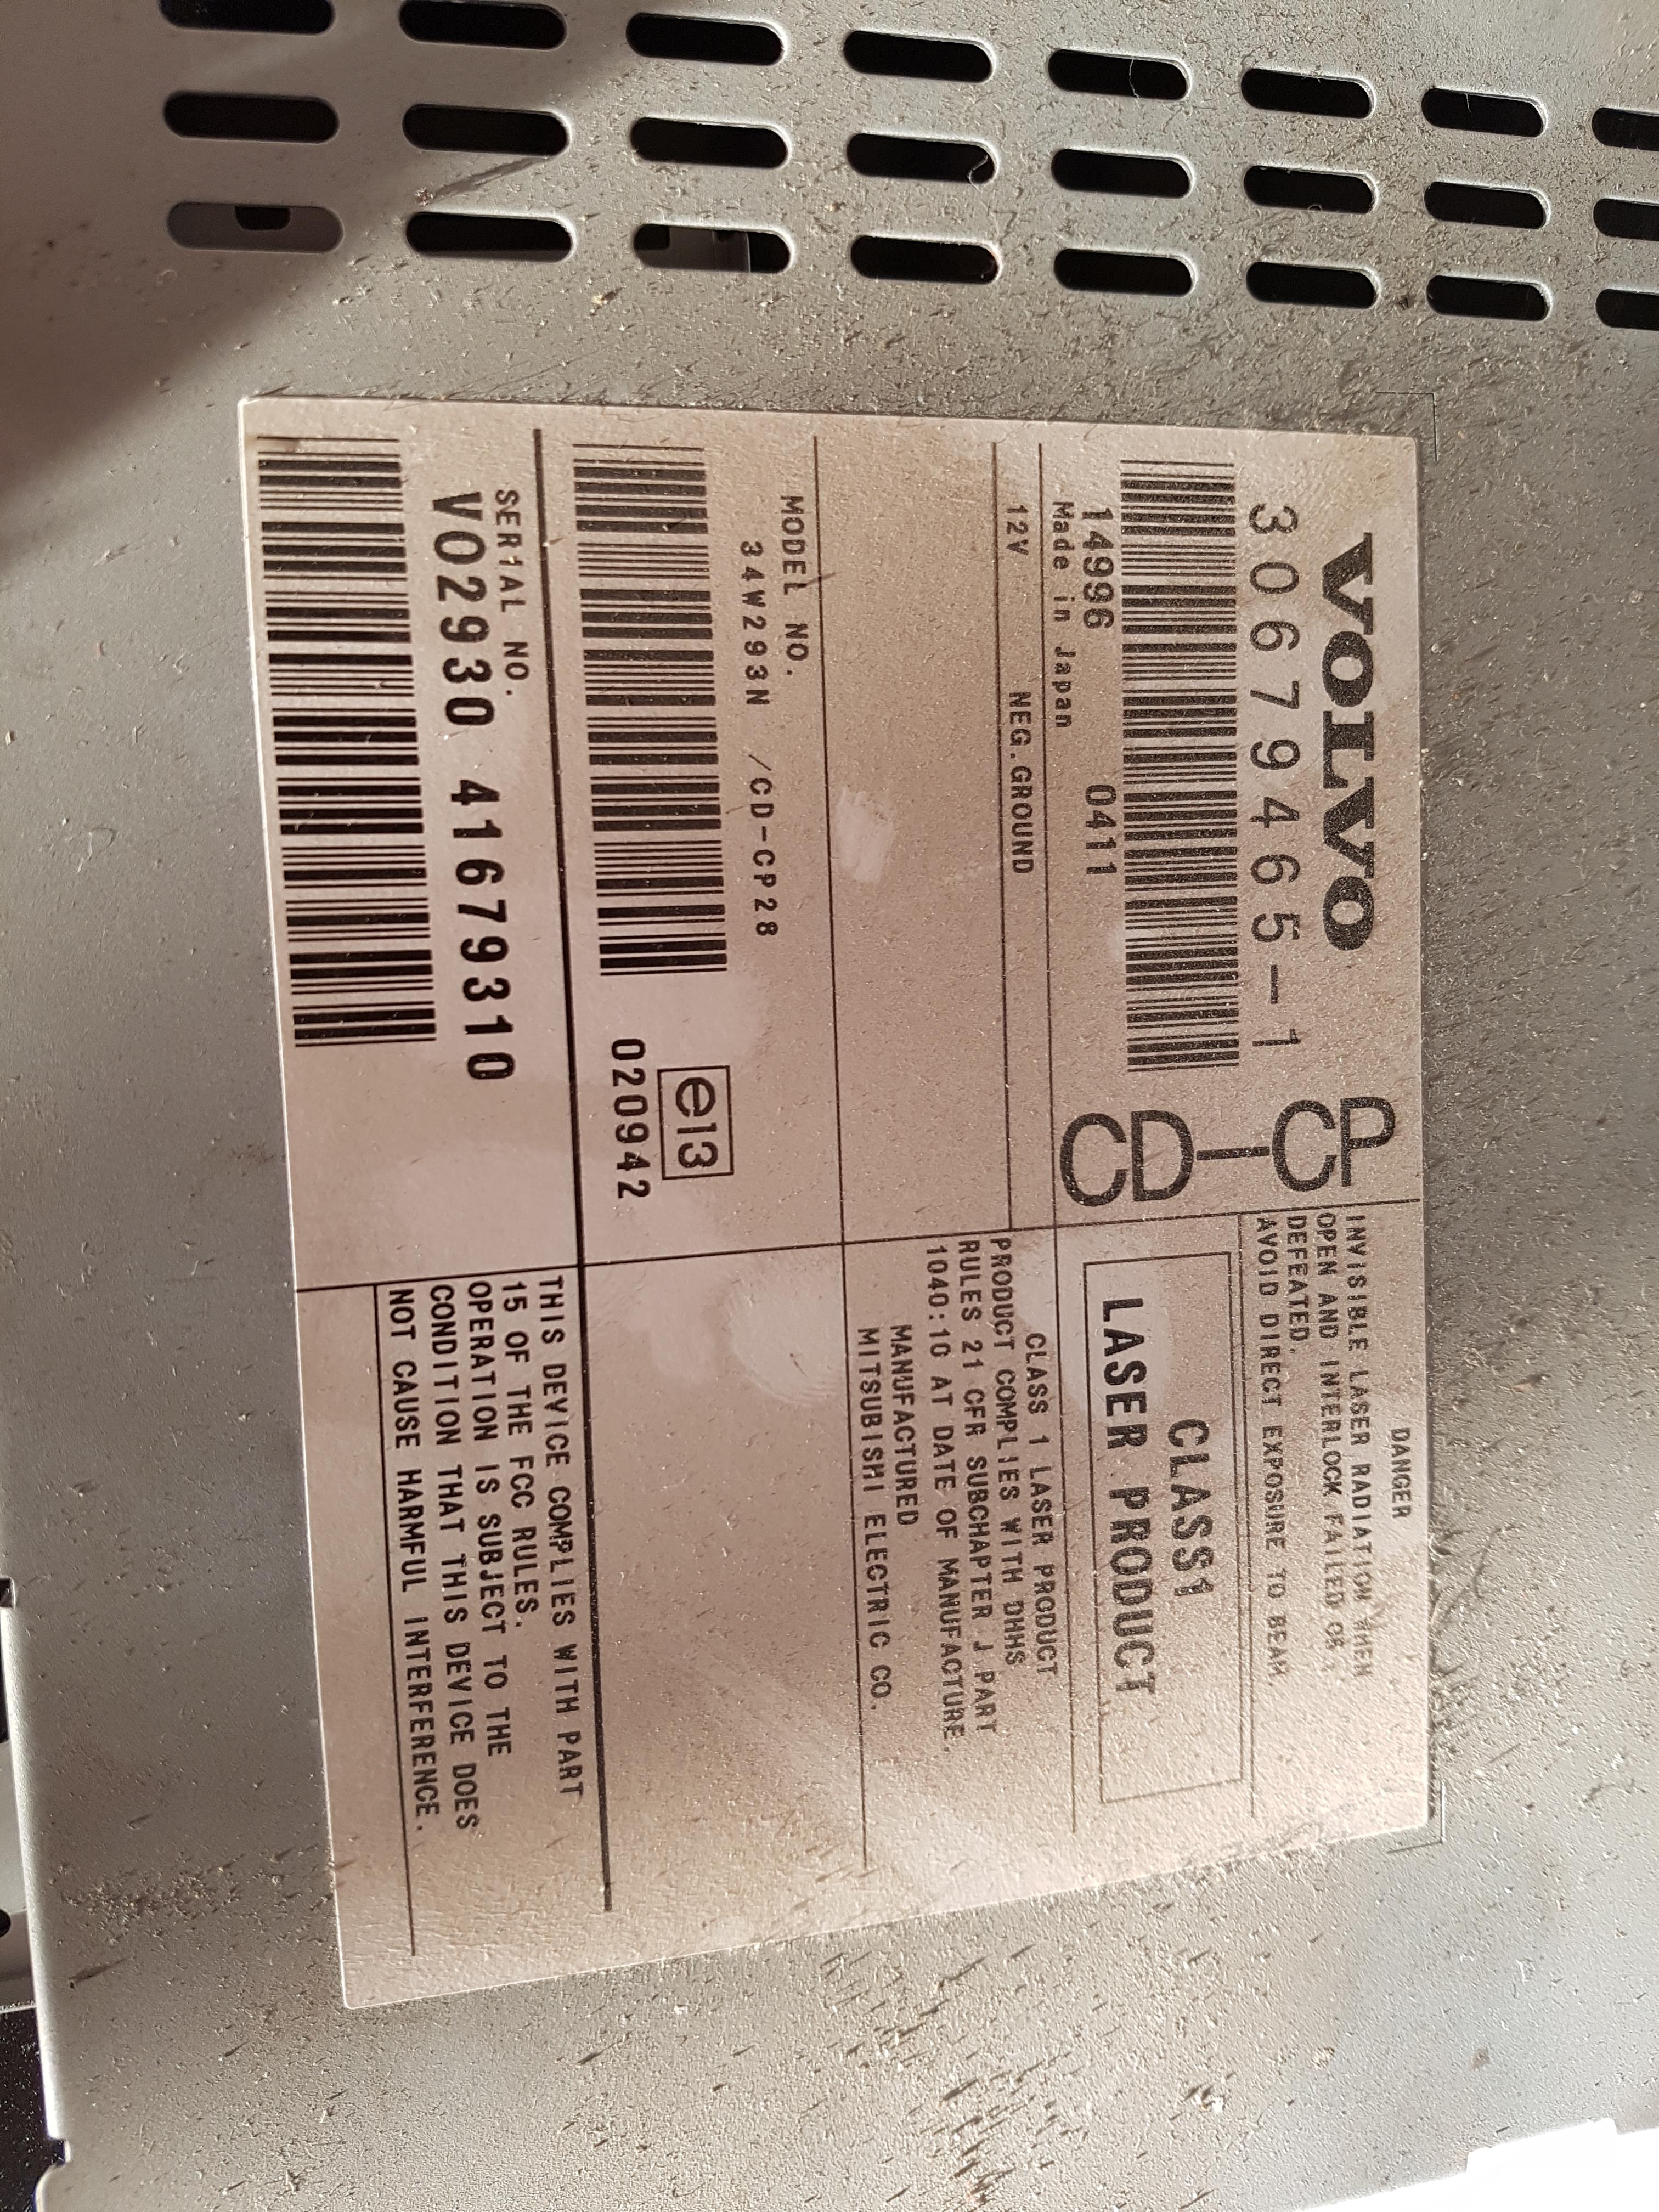 VOLVO
30679465-1
CD-CP
14996 0411
Made in Japan
12V NEG.GROUND
MODEL NO.
34W293N /CD-CP28
e13
020942
SERIAL NO.
V02930 41679310
DANGER
INVISIBLE LASER RADIATION WHEN
OPEN AND INTERLOCK FAILED OR
DEFEATED.
AVOID DIRECT EXPOSURE TO BEAM.
CLASS1
LASER PRODUCT
CLASS 1 LASER PRODUCT
PRODUCT COMPLIES WITH DHHS
RULES 21 CFR SUBCHAPTER J PART
1040:10 AT DATE OF MANUFACTURE.
MANUFACTURED
MITSUBISHI ELECTRIC CO.
THIS DEVICE COMPLIES WITH PART
15 OF THE FCC RULES.
OPERATION IS SUBJECT TO THE
CONDITION THAT THIS DEVICE DOES
NOT CAUSE HARMFUL INTERFERENCE.